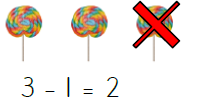 3 - 1 = 2